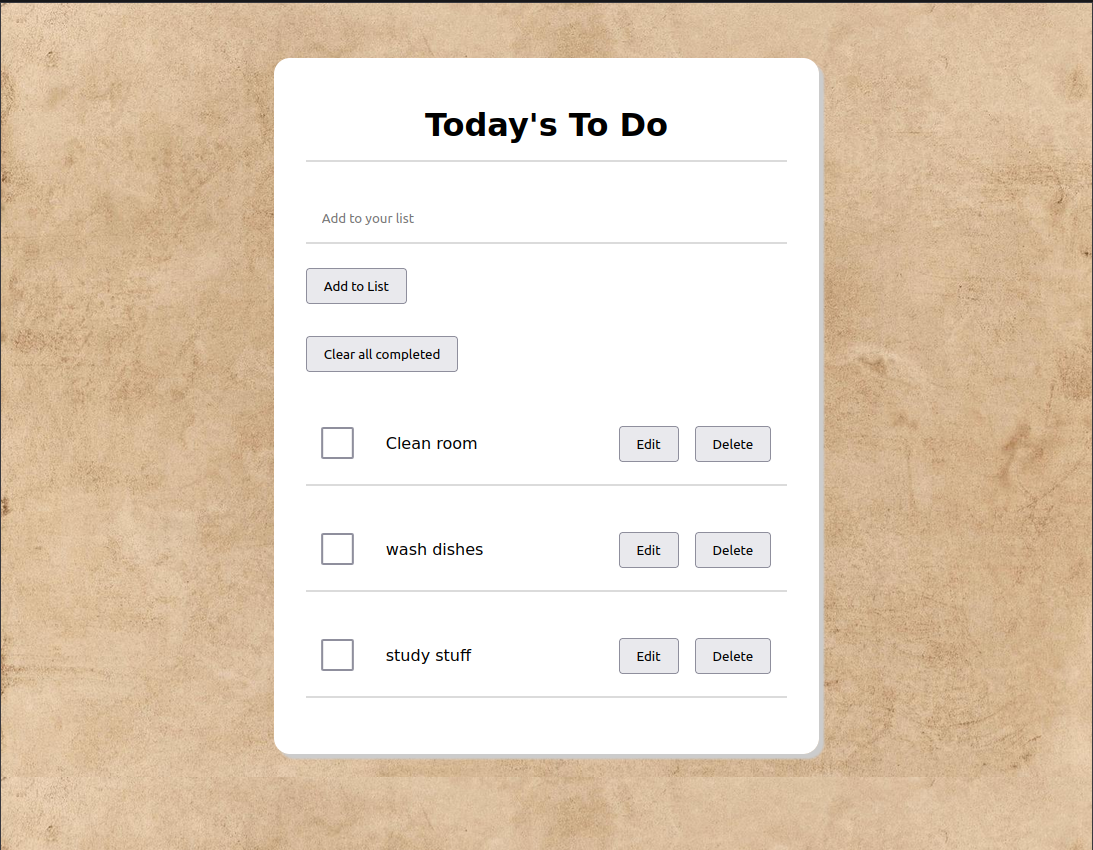 Today's To Do
Add to your list
Add to List
Clear all completed
Clean room Edit Delete
wash dishes Edit Delete
study stuff Edit Delete